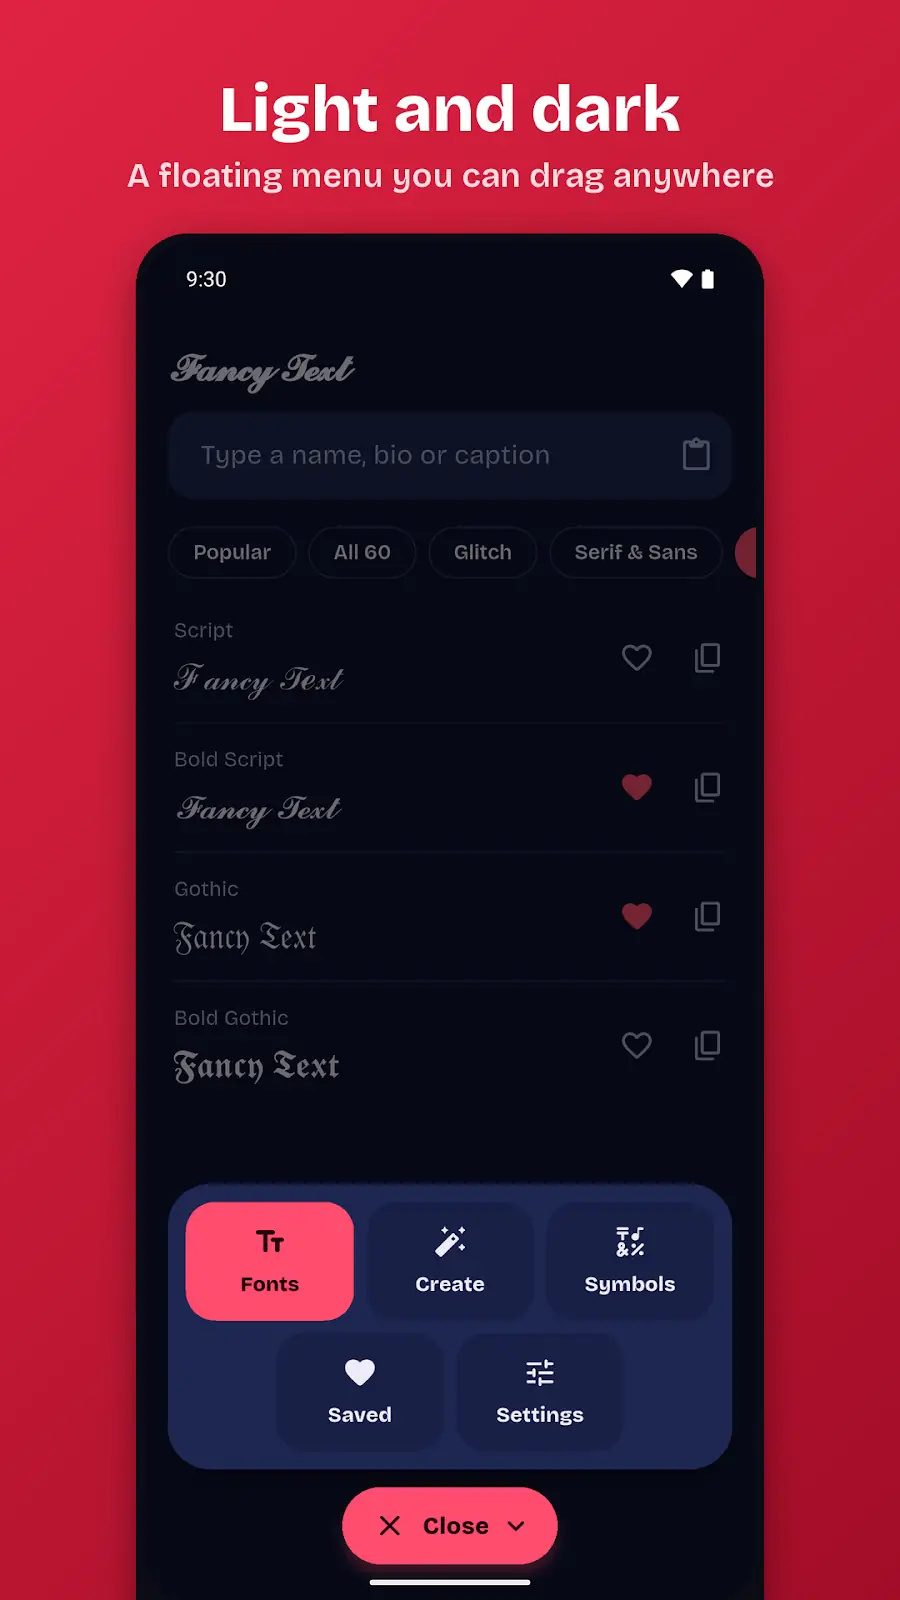 Light and dark
A floating menu you can drag anywhere
9:30
𝓕𝓪𝓷𝓬𝔂 𝓣𝓮𝔁𝓽
Type a name, bio or caption
Popular
All 60
Glitch
Serif & Sans
Script
ℱ𝒶𝓃𝒸𝓎 𝒯ℯ𝓍𝓉
Bold Script
𝓕𝓪𝓷𝓬𝔂 𝓣𝓮𝔁𝓽
Gothic
𝔉𝔞𝔫𝔠𝔶 𝔗𝔢𝔵𝔱
Bold Gothic
𝕱𝖆𝖓𝖈𝖞 𝕿𝖊𝖝𝖙
Fonts
Create
Symbols
Saved
Settings
Close